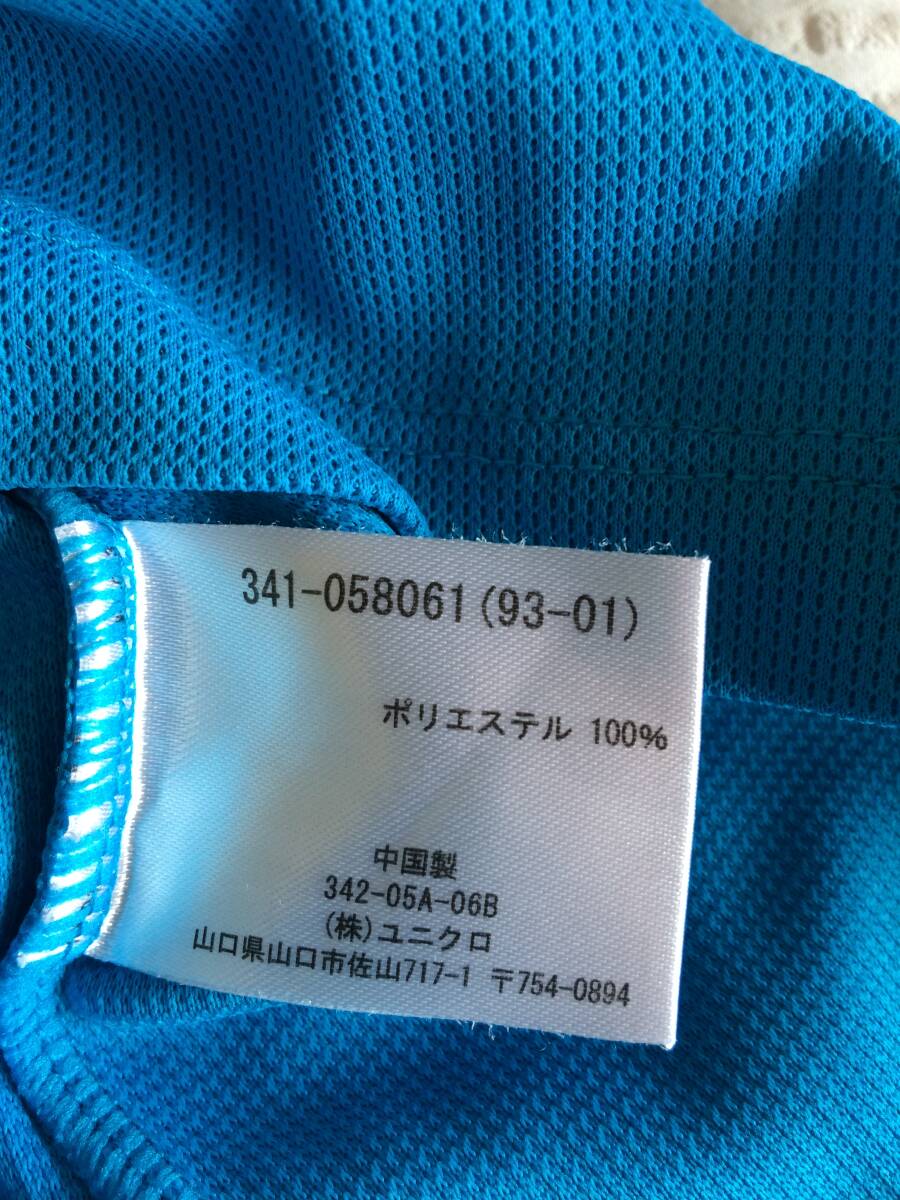 341-058061(93-01)
ポリエステル 100%
中国製
342-05A-06B
(株)ユニクロ
山口県山口市佐山717-1 〒754-0894